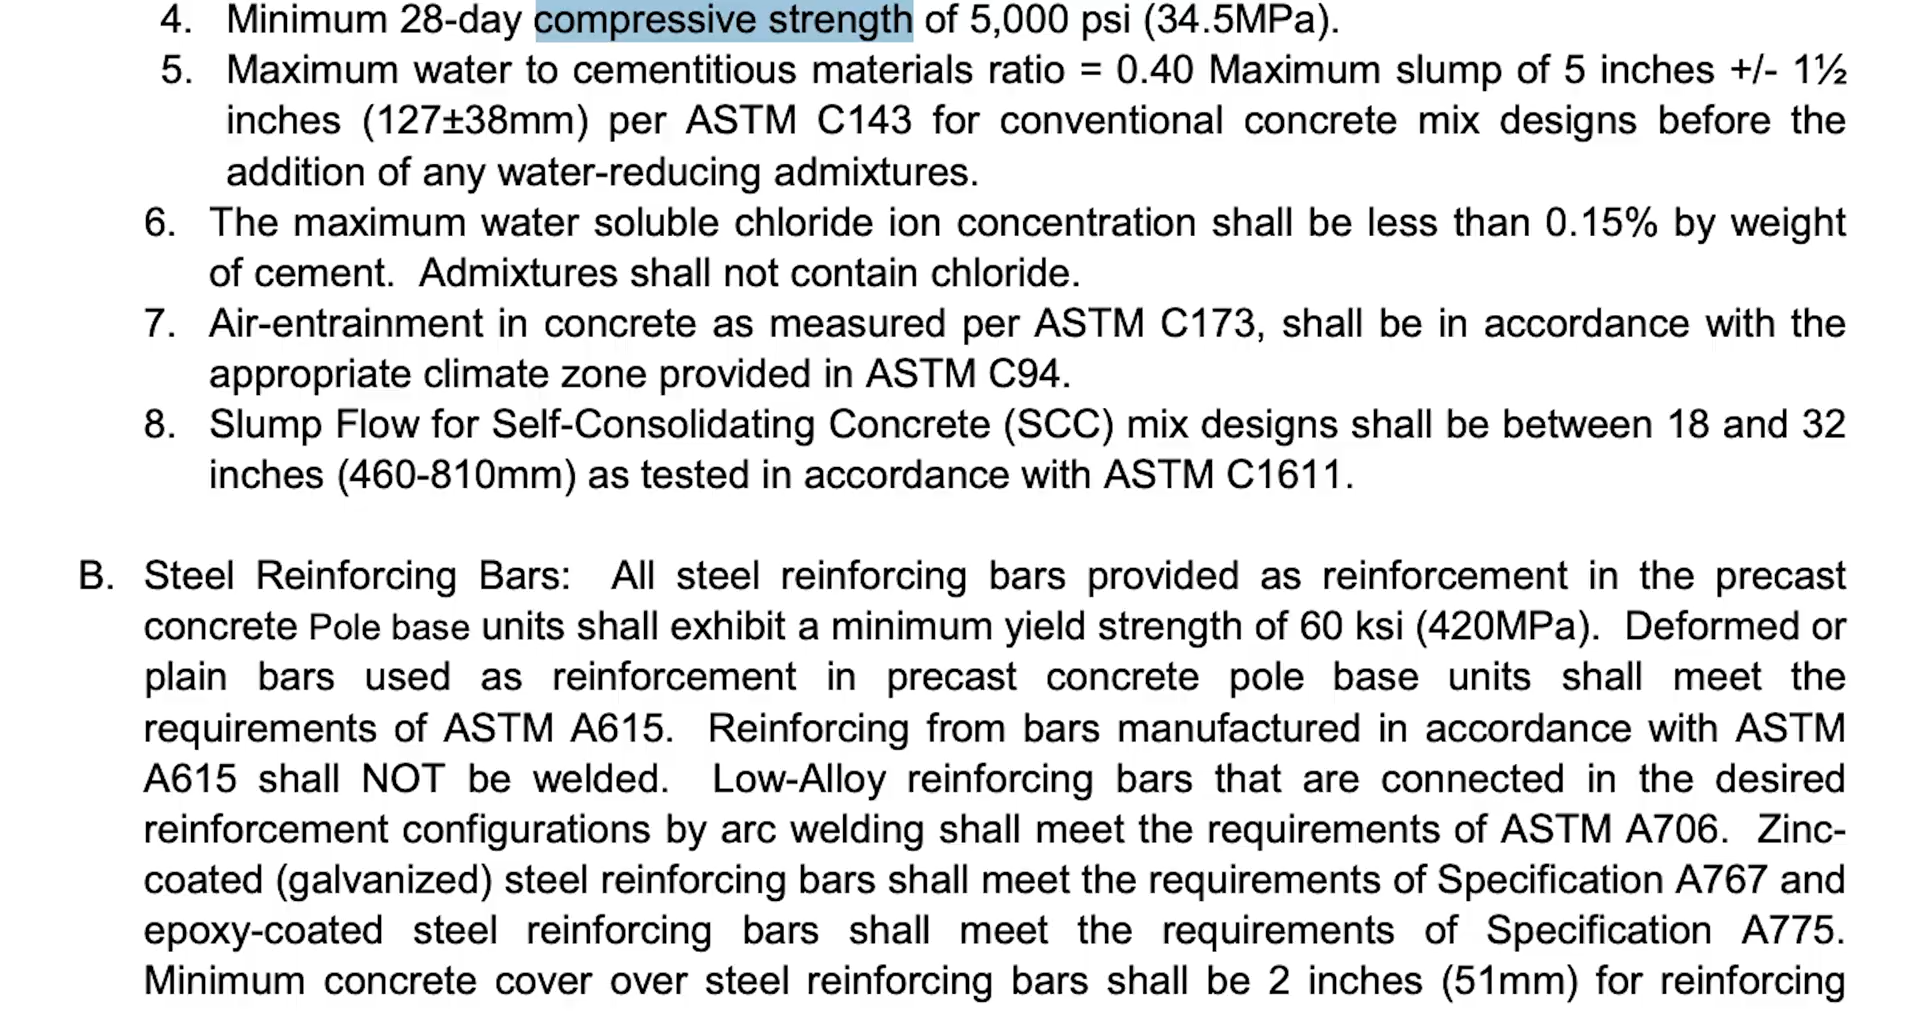 4. Minimum 28-day compressive strength of 5,000 psi (34.5MPa).
5. Maximum water to cementitious materials ratio = 0.40 Maximum slump of 5 inches +/- 1½
inches (127±38mm) per ASTM C143 for conventional concrete mix designs before the
addition of any water-reducing admixtures.
6. The maximum water soluble chloride ion concentration shall be less than 0.15% by weight
of cement. Admixtures shall not contain chloride.
7. Air-entrainment in concrete as measured per ASTM C173, shall be in accordance with the
appropriate climate zone provided in ASTM C94.
8. Slump Flow for Self-Consolidating Concrete (SCC) mix designs shall be between 18 and 32
inches (460-810mm) as tested in accordance with ASTM C1611.
B. Steel Reinforcing Bars: All steel reinforcing bars provided as reinforcement in the precast
concrete Pole base units shall exhibit a minimum yield strength of 60 ksi (420MPa). Deformed or
plain bars used as reinforcement in precast concrete pole base units shall meet the
requirements of ASTM A615. Reinforcing from bars manufactured in accordance with ASTM
A615 shall NOT be welded. Low-Alloy reinforcing bars that are connected in the desired
reinforcement configurations by arc welding shall meet the requirements of ASTM A706. Zinc-
coated (galvanized) steel reinforcing bars shall meet the requirements of Specification A767 and
epoxy-coated steel reinforcing bars shall meet the requirements of Specification A775.
Minimum concrete cover over steel reinforcing bars shall be 2 inches (51mm) for reinforcing